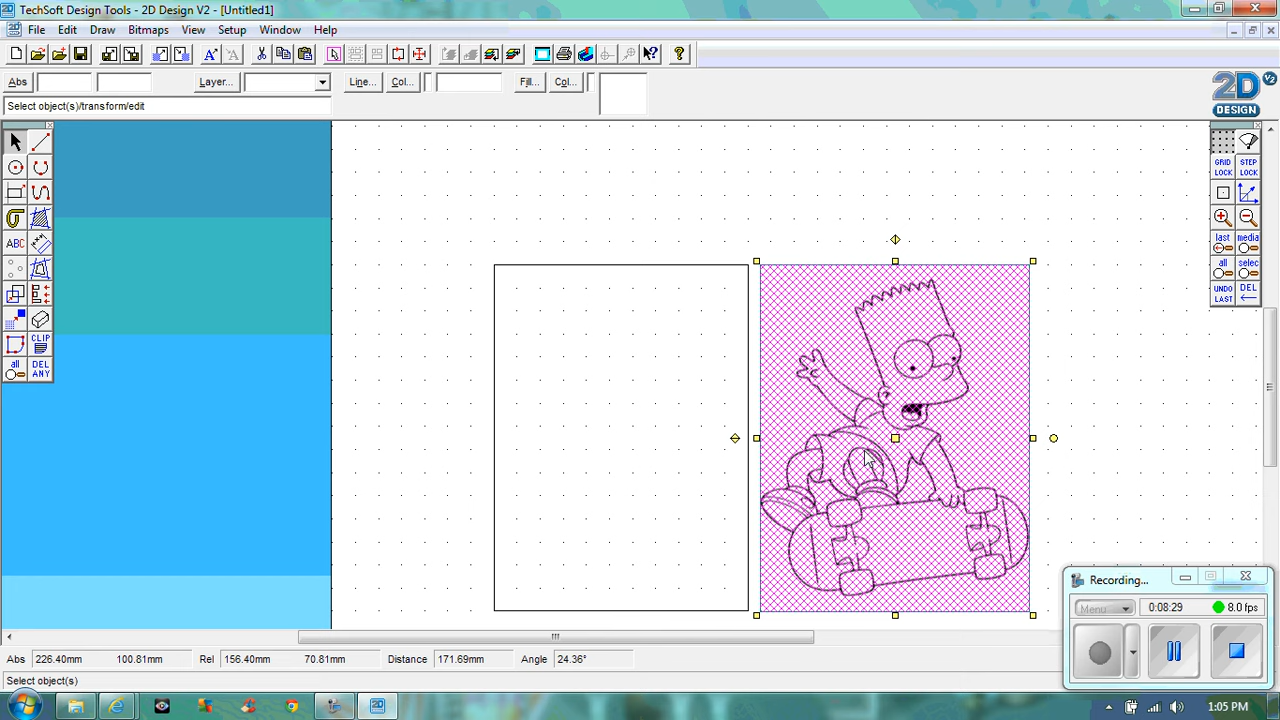 TechSoft Design Tools - 2D Design V2 - [Untitled1]
File Edit Draw Bitmaps View Setup Window Help
Abs Layer... Line... Col... Fill... Col...
2D V2
DESIGN
Select object(s)/transform/edit
GRID LOCK STEP LOCK
ABC
last media
all selec
UNDO LAST DEL
CLIP
all DEL ANY
Recording...
Menu 0:08:29 8.0 fps
Abs 226.40mm 100.81mm Rel 156.40mm 70.81mm Distance 171.69mm Angle 24.36°
Select object(s)
1:05 PM